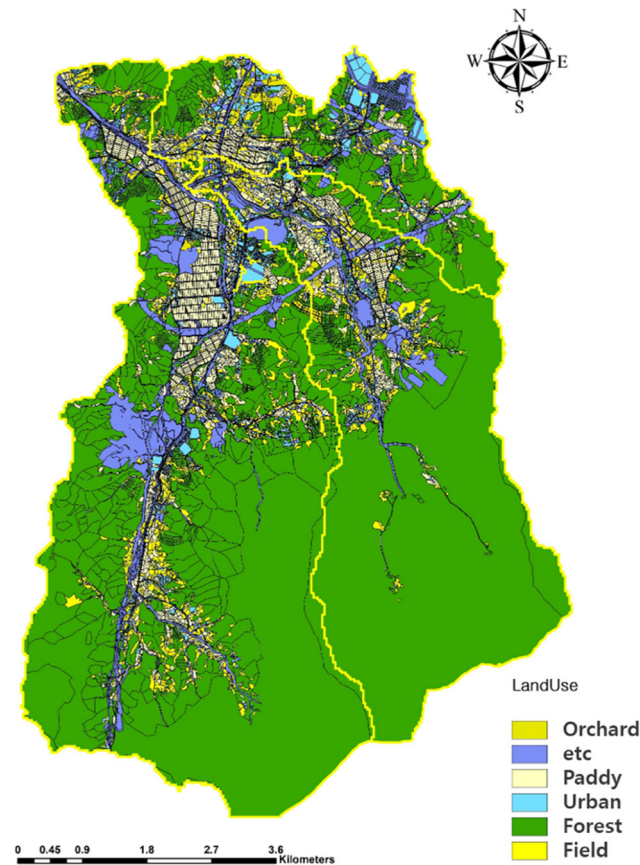 N
W E
S
LandUse
Orchard
etc
Paddy
Urban
Forest
Field
0 0.45 0.9 1.8 2.7 3.6
Kilometers